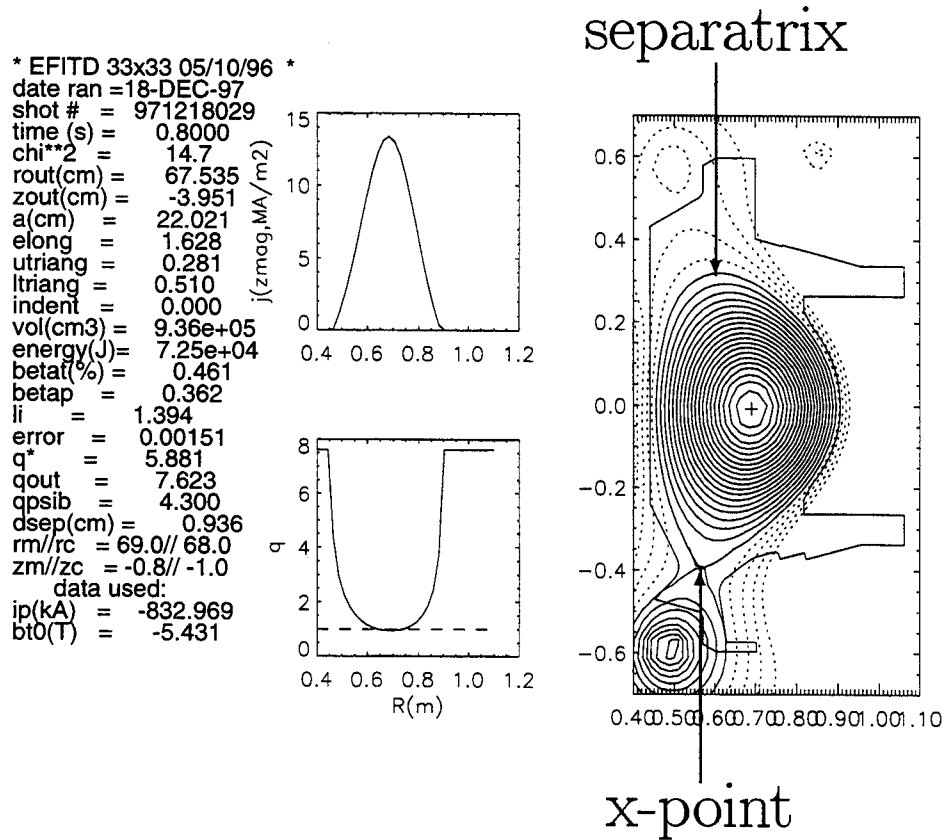 separatrix
* EFITD 33x33 05/10/96 *
date ran =18-DEC-97
shot # = 971218029
time (s) = 0.8000
chi**2 = 14.7
rout(cm) = 67.535
zout(cm) = -3.951
a(cm) = 22.021
elong = 1.628
utriang = 0.281
ltriang = 0.510
indent = 0.000
vol(cm3) = 9.36e+05
energy(J)= 7.25e+04
betat(%) = 0.461
betap = 0.362
li = 1.394
error = 0.00151
q* = 5.881
qout = 7.623
qpsib = 4.300
dsep(cm) = 0.936
rm//rc = 69.0// 68.0
zm//zc = -0.8// -1.0
data used:
ip(kA) = -832.969
bt0(T) = -5.431
j(zmag,MA/m2)
15
10
5
0
0.4 0.6 0.8 1.0 1.2
q
8
6
4
2
0
0.4 0.6 0.8 1.0 1.2
R(m)
0.6
0.4
0.2
0.0
-0.2
-0.4
-0.6
0.40 0.50 0.60 0.70 0.80 0.90 1.00 1.10
x-point